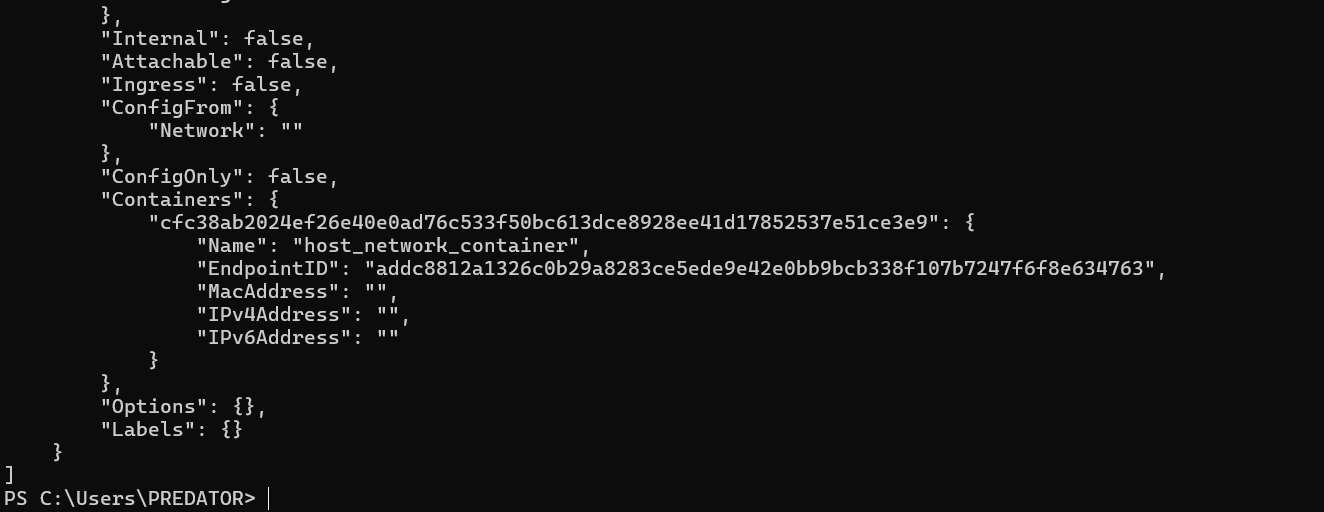 },
        "Internal": false,
        "Attachable": false,
        "Ingress": false,
        "ConfigFrom": {
            "Network": ""
        },
        "ConfigOnly": false,
        "Containers": {
            "cfc38ab2024ef26e40e0ad76c533f50bc613dce8928ee41d17852537e51ce3e9": {
                "Name": "host_network_container",
                "EndpointID": "addc8812a1326c0b29a8283ce5ede9e42e0bb9bcb338f107b7247f6f8e634763",
                "MacAddress": "",
                "IPv4Address": "",
                "IPv6Address": ""
            }
        },
        "Options": {},
        "Labels": {}
    }
]
PS C:\Users\PREDATOR>